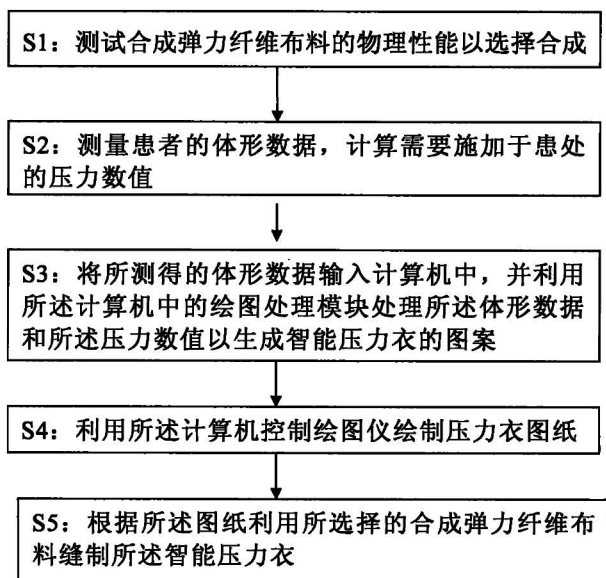 S1：测试合成弹力纤维布料的物理性能以选择合成
S2：测量患者的体形数据，计算需要施加于患处
的压力数值
S3：将所测得的体形数据输入计算机中，并利用
所述计算机中的绘图处理模块处理所述体形数据
和所述压力数值以生成智能压力衣的图案
S4：利用所述计算机控制绘图仪绘制压力衣图纸
S5：根据所述图纸利用所选择的合成弹力纤维布
料缝制所述智能压力衣